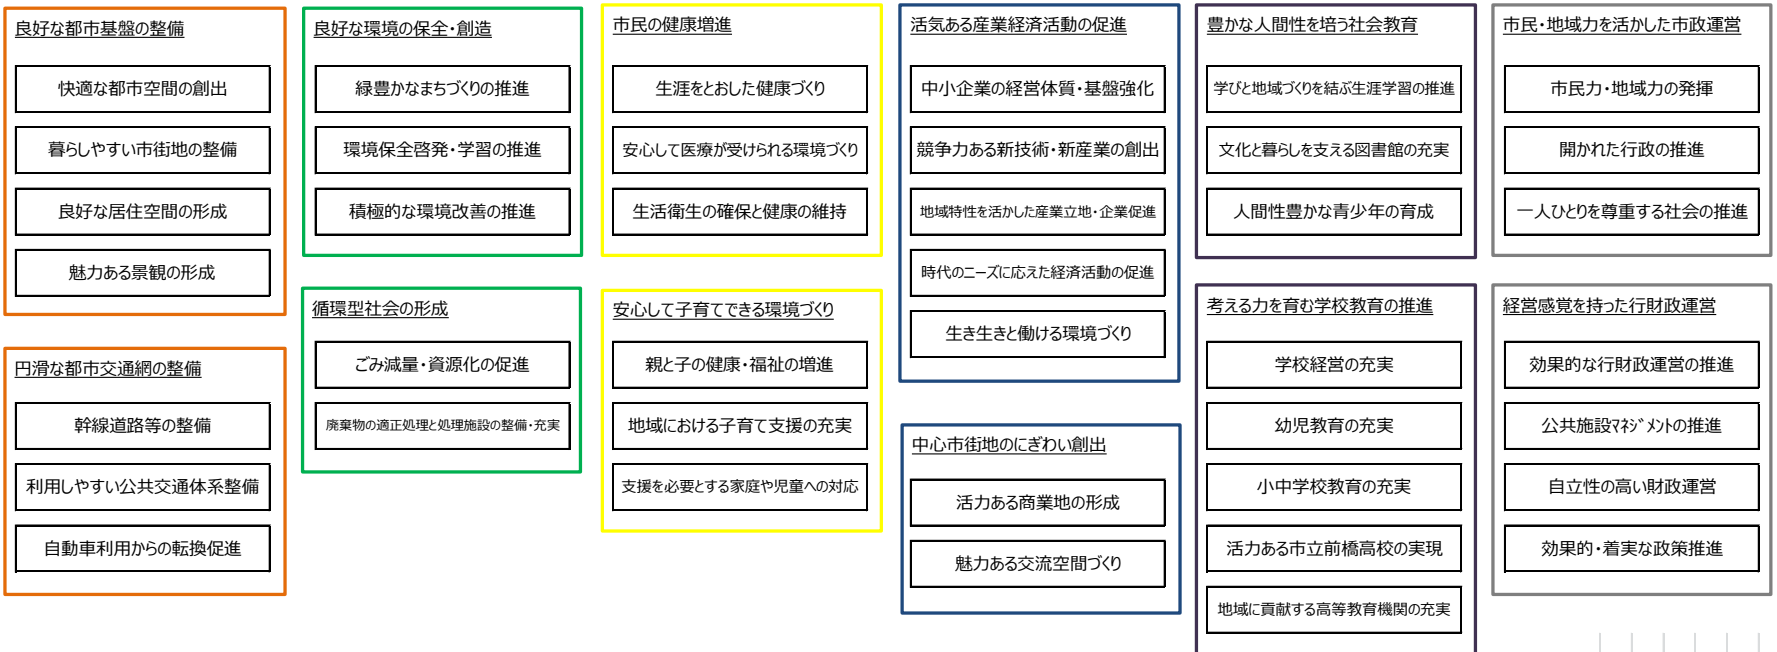 良好な都市基盤の整備
快適な都市空間の創出
暮らしやすい市街地の整備
良好な居住空間の形成
魅力ある景観の形成
円滑な都市交通網の整備
幹線道路等の整備
利用しやすい公共交通体系整備
自動車利用からの転換促進
良好な環境の保全・創造
緑豊かなまちづくりの推進
環境保全啓発・学習の推進
積極的な環境改善の推進
循環型社会の形成
ごみ減量・資源化の促進
廃棄物の適正処理と処理施設の整備・充実
市民の健康増進
生涯をとおした健康づくり
安心して医療が受けられる環境づくり
生活衛生の確保と健康の維持
安心して子育てできる環境づくり
親と子の健康・福祉の増進
地域における子育て支援の充実
支援を必要とする家庭や児童への対応
活気ある産業経済活動の促進
中小企業の経営体質・基盤強化
競争力ある新技術・新産業の創出
地域特性を活かした産業立地・企業促進
時代のニーズに応えた経済活動の促進
生き生きと働ける環境づくり
中心市街地のにぎわい創出
活力ある商業地の形成
魅力ある交流空間づくり
豊かな人間性を培う社会教育
学びと地域づくりを結ぶ生涯学習の推進
文化と暮らしを支える図書館の充実
人間性豊かな青少年の育成
考える力を育む学校教育の推進
学校経営の充実
幼児教育の充実
小中学校教育の充実
活力ある市立前橋高校の実現
地域に貢献する高等教育機関の充実
市民・地域力を活かした市政運営
市民力・地域力の発揮
開かれた行政の推進
一人ひとりを尊重する社会の推進
経営感覚を持った行財政運営
効果的な行財政運営の推進
公共施設ﾏﾈｼﾞﾒﾝﾄの推進
自立性の高い財政運営
効果的・着実な政策推進